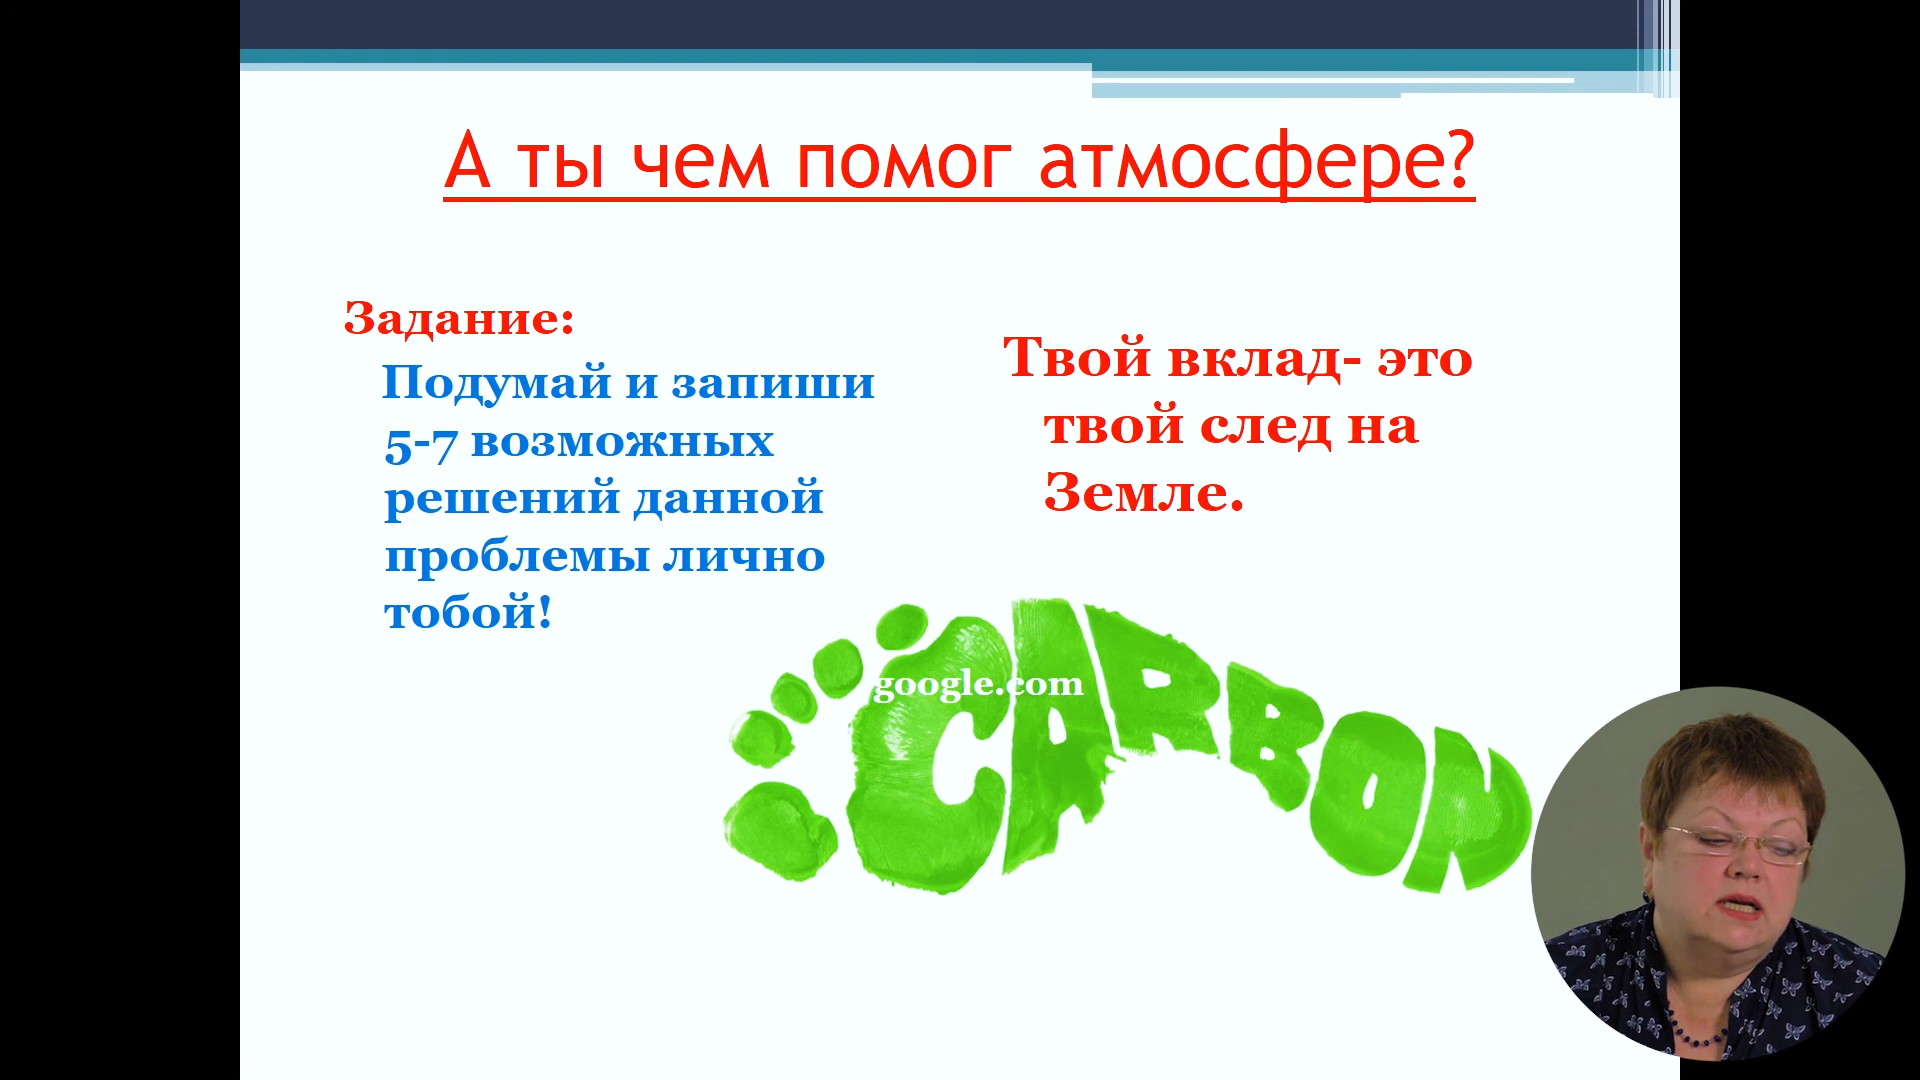 А ты чем помог атмосфере?
Задание:
Подумай и запиши
5-7 возможных
решений данной
проблемы лично
тобой!
Твой вклад- это
твой след на
Земле.
google.com
CARBON